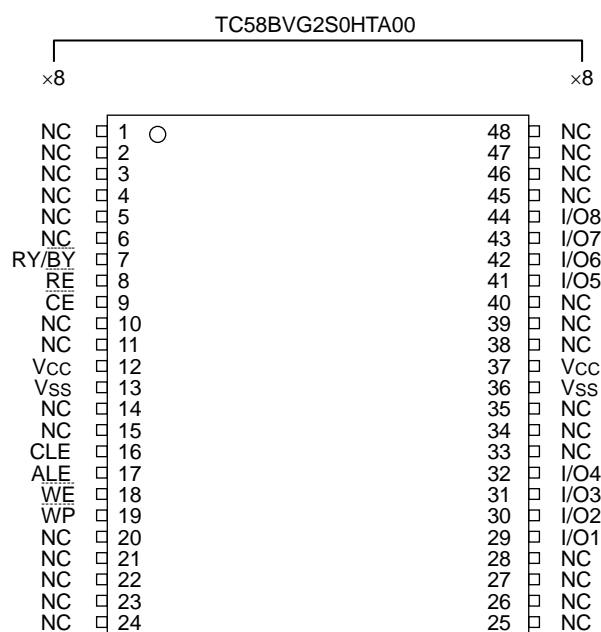 TC58BVG2S0HTA00
×8 ×8
NC 1 48 NC
NC 2 47 NC
NC 3 46 NC
NC 4 45 NC
NC 5 44 I/O8
NC 6 43 I/O7
RY/BY 7 42 I/O6
RE 8 41 I/O5
CE 9 40 NC
NC 10 39 NC
NC 11 38 NC
VCC 12 37 VCC
VSS 13 36 VSS
NC 14 35 NC
NC 15 34 NC
CLE 16 33 NC
ALE 17 32 I/O4
WE 18 31 I/O3
WP 19 30 I/O2
NC 20 29 I/O1
NC 21 28 NC
NC 22 27 NC
NC 23 26 NC
NC 24 25 NC